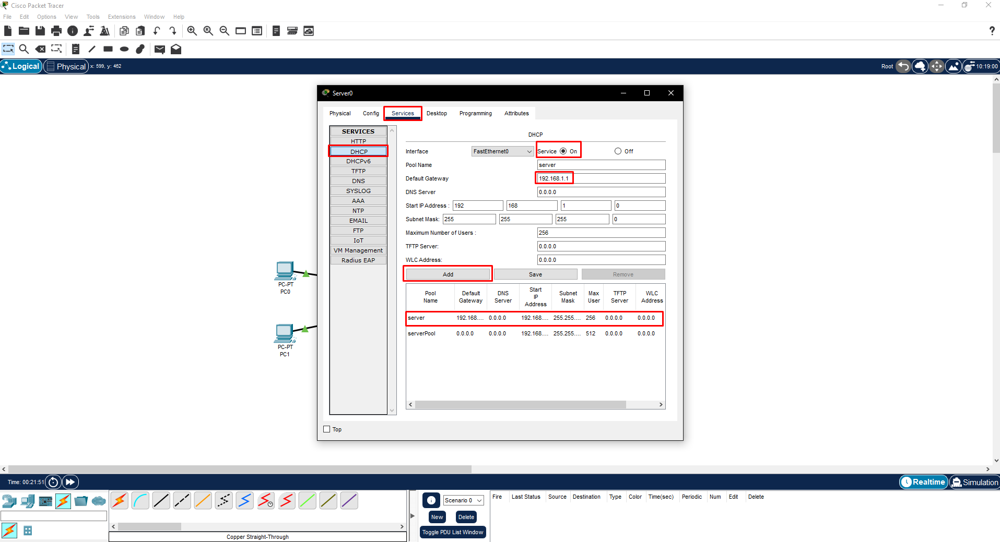 Cisco Packet Tracer
File Edit Options View Tools Extensions Window Help
Logical Physical x: 599, y: 462 Root 10:19:00
Server0
Physical Config Services Desktop Programming Attributes
SERVICES
HTTP
DHCP
DHCPv6
TFTP
DNS
SYSLOG
AAA
NTP
EMAIL
FTP
IoT
VM Management
Radius EAP
DHCP
Interface FastEthernet0 Service On Off
Pool Name server
Default Gateway 192.168.1.1
DNS Server 0.0.0.0
Start IP Address : 192 168 1 0
Subnet Mask: 255 255 255 0
Maximum Number of Users : 256
TFTP Server: 0.0.0.0
WLC Address: 0.0.0.0
Add Save Remove
Pool Name Default Gateway DNS Server Start IP Address Subnet Mask Max User TFTP Server WLC Address
server 192.168.... 0.0.0.0 192.168.... 255.255.... 256 0.0.0.0 0.0.0.0
serverPool 0.0.0.0 0.0.0.0 192.168.... 255.255.... 512 0.0.0.0 0.0.0.0
Top
PC-PT
PC0
PC-PT
PC1
Time: 00:21:51 Realtime Simulation
Scenario 0
New Delete
Toggle PDU List Window
Fire Last Status Source Destination Type Color Time(sec) Periodic Num Edit Delete
Copper Straight-Through